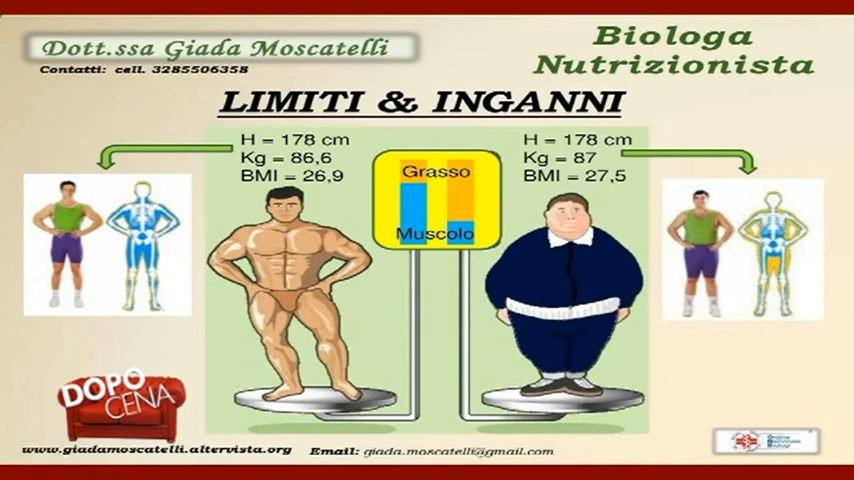 Dott.ssa Giada Moscatelli
Contatti: cell. 3285506358
Biologa
Nutrizionista
LIMITI & INGANNI
H = 178 cm
Kg = 86,6
BMI = 26,9
Grasso
Muscolo
H = 178 cm
Kg = 87
BMI = 27,5
DOPO
CENA
www.giadamoscatelli.altervista.org
Email: giada.moscatelli@gmail.com